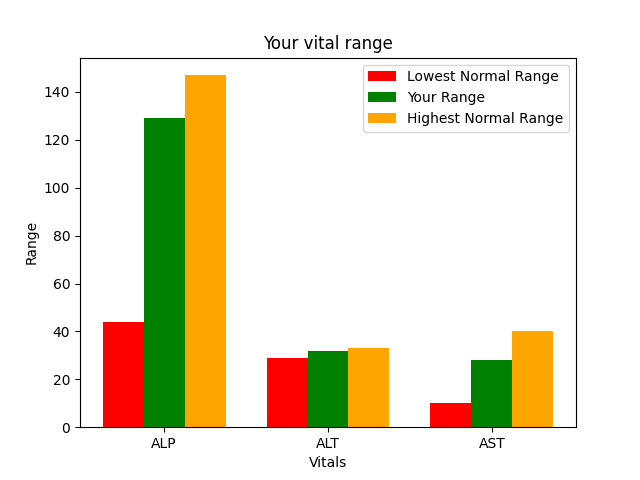 Your vital range
Lowest Normal Range
Your Range
Highest Normal Range
140
120
100
80
60
40
20
0
Range
ALP ALT AST
Vitals